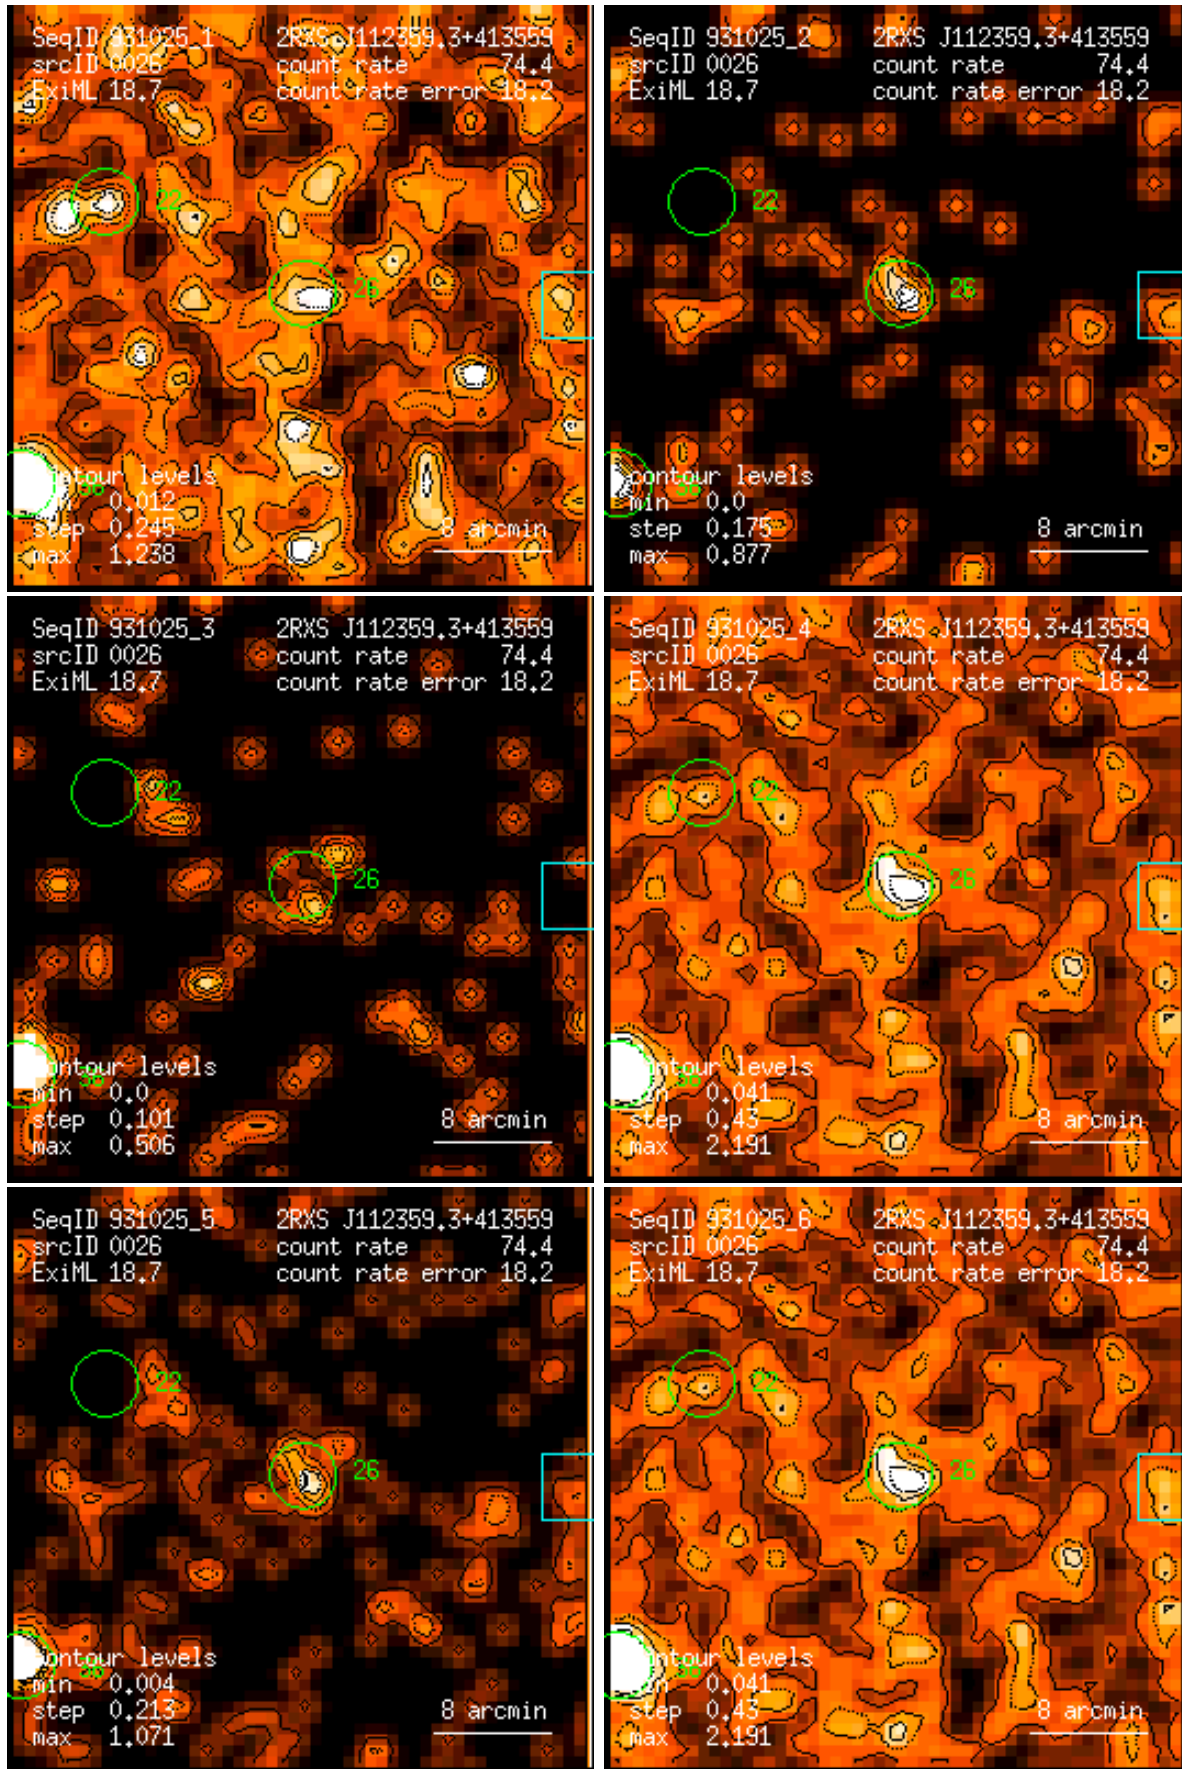 SeqID 931025_1 2RXS J112359.3+413559
srcID 0026 count rate 74.4
ExiML 18.7 count rate error 18.2
22
26
contour levels
min 0.012
step 0.245 8 arcmin
max 1.238
SeqID 931025_2 2RXS J112359.3+413559
srcID 0026 count rate 74.4
ExiML 18.7 count rate error 18.2
22
26
contour levels
min 0.0
step 0.175 8 arcmin
max 0.877
SeqID 931025_3 2RXS J112359.3+413559
srcID 0026 count rate 74.4
ExiML 18.7 count rate error 18.2
22
26
contour levels
min 0.0
step 0.101 8 arcmin
max 0.506
SeqID 931025_4 2RXS J112359.3+413559
srcID 0026 count rate 74.4
ExiML 18.7 count rate error 18.2
22
26
contour levels
min 0.041
step 0.43 8 arcmin
max 2.191
SeqID 931025_5 2RXS J112359.3+413559
srcID 0026 count rate 74.4
ExiML 18.7 count rate error 18.2
22
26
contour levels
min 0.004
step 0.213 8 arcmin
max 1.071
SeqID 931025_6 2RXS J112359.3+413559
srcID 0026 count rate 74.4
ExiML 18.7 count rate error 18.2
22
26
contour levels
min 0.041
step 0.43 8 arcmin
max 2.191